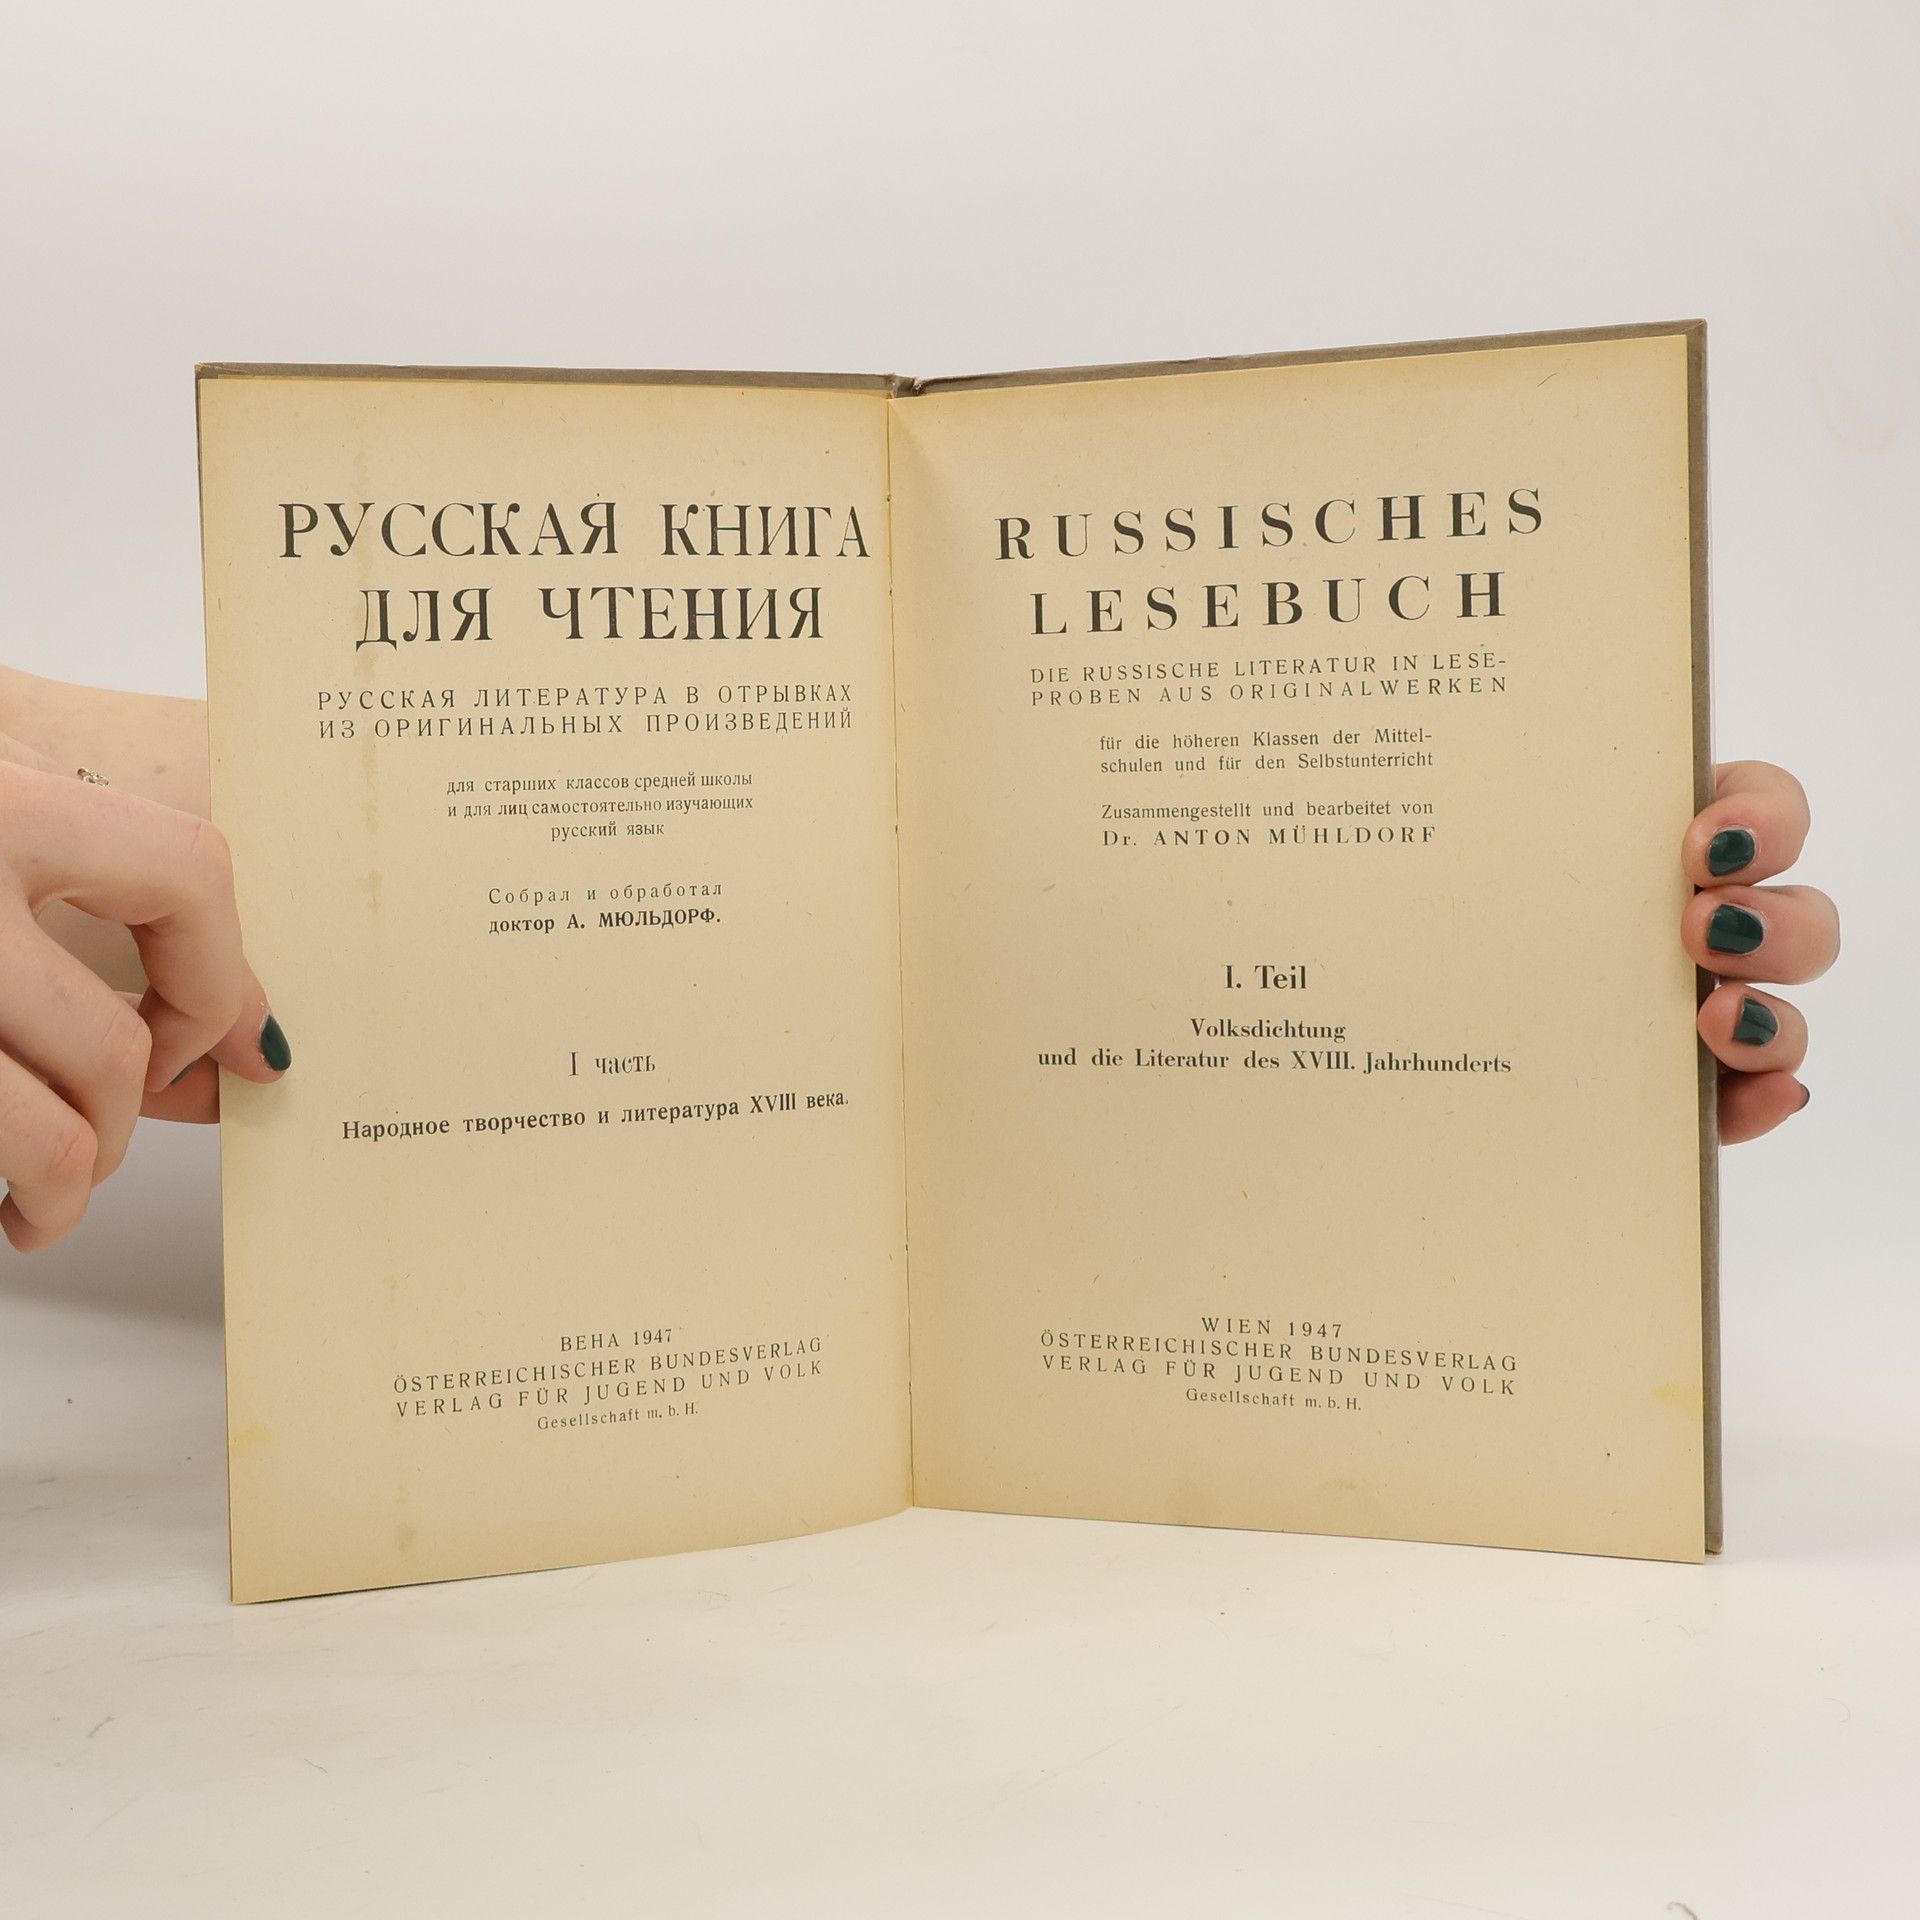 РУССКАЯ КНИГА
ДЛЯ ЧТЕНИЯ
РУССКАЯ ЛИТЕРАТУРА В ОТРЫВКАХ
ИЗ ОРИГИНАЛЬНЫХ ПРОИЗВЕДЕНИЙ
для старших классов средней школы
и для лиц самостоятельно изучающих
русский язык
Собрал и обработал
доктор А. МЮЛЬДОРФ.
I часть
Народное творчество и литература XVIII века.
ВЕНА 1947
ÖSTERREICHISCHER BUNDESVERLAG
VERLAG FÜR JUGEND UND VOLK
Gesellschaft m. b. H.
RUSSISCHES
LESEBUCH
DIE RUSSISCHE LITERATUR IN LESE-
PROBEN AUS ORIGINALWERKEN
für die höheren Klassen der Mittel-
schulen und für den Selbstunterricht
Zusammengestellt und bearbeitet von
Dr. ANTON MÜHLDORF
I. Teil
Volksdichtung
und die Literatur des XVIII. Jahrhunderts
WIEN 1947
ÖSTERREICHISCHER BUNDESVERLAG
VERLAG FÜR JUGEND UND VOLK
Gesellschaft m. b. H.